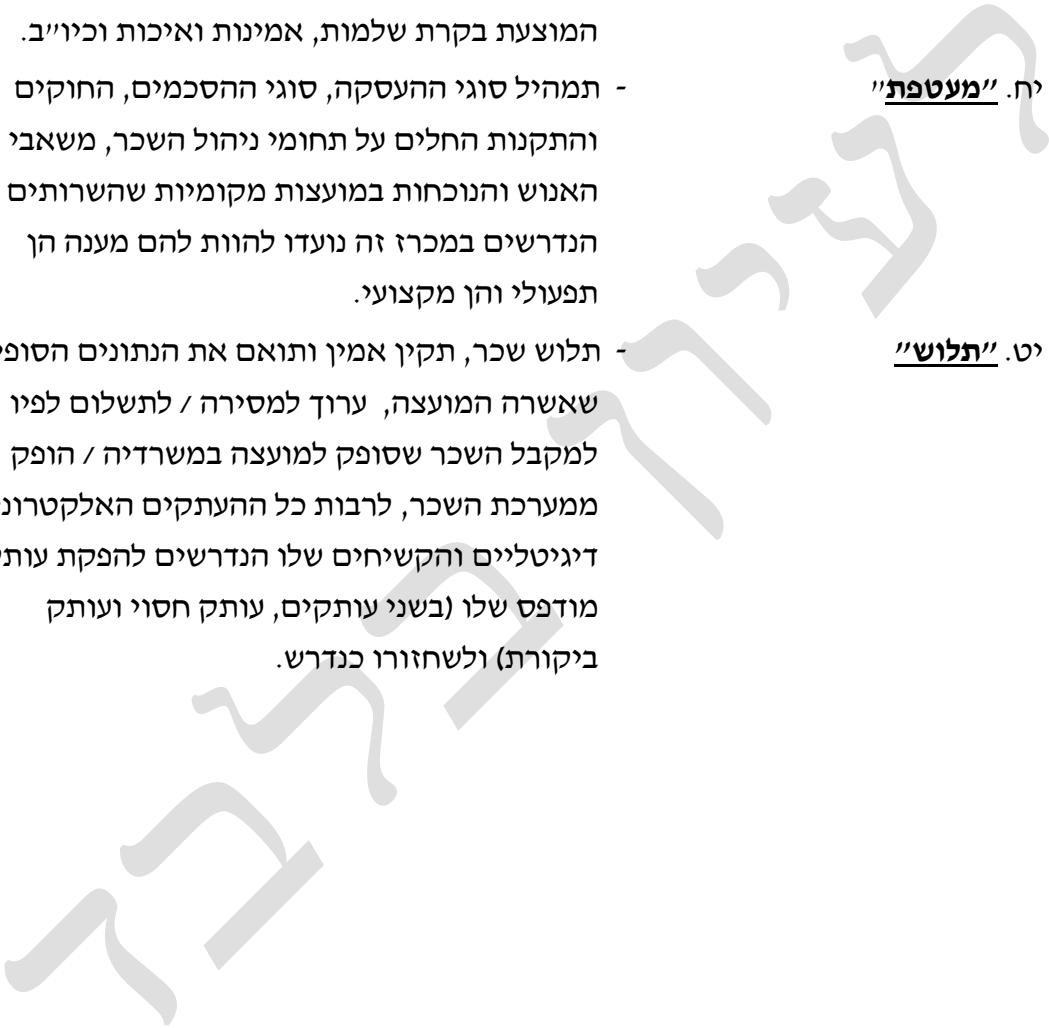 המוצעת בקרת שלמות, אמינות ואיכות וכיו״ב.
יח. ״מעטפת״ - תמהיל סוגי ההעסקה, סוגי ההסכמים, החוקים
והתקנות החלים על תחומי ניהול השכר, משאבי
האנוש והנוכחות במועצות מקומיות שהשרותים
הנדרשים במכרז זה נועדו להוות להם מענה הן
תפעולי והן מקצועי.
יט. ״תלוש״ - תלוש שכר, תקין אמין ותואם את הנתונים
שאשרה המועצה, ערוך למסירה / לתשלום לפיו
למקבל השכר שסופק למועצה במשרדיה / הופק
ממערכת השכר, לרבות כל ההעתקים
דיגיטליים והקשיחים שלו הנדרשים להפקת
מודפס שלו (בשני עותקים, עותק חסוי ועותק
ביקורת) ולשחזורו כנדרש.
לעיון בלבד